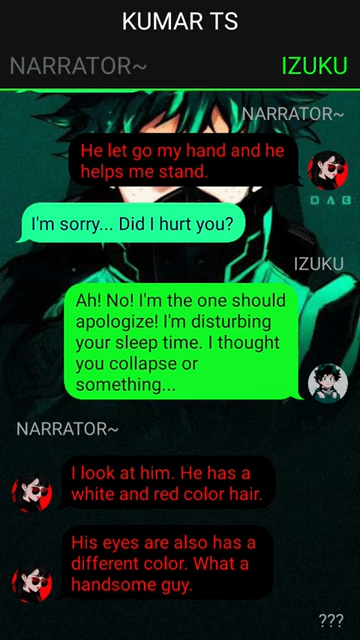 KUMAR TS
NARRATOR~
IZUKU
NARRATOR~
He let go my hand and he
helps me stand.
DAB
I'm sorry... Did I hurt you?
IZUKU
Ah! No! I'm the one should
apologize! I'm disturbing
your sleep time. I thought
you collapse or
something...
NARRATOR~
I look at him. He has a
white and red color hair.
His eyes are also has a
different color. What a
handsome guy.
???